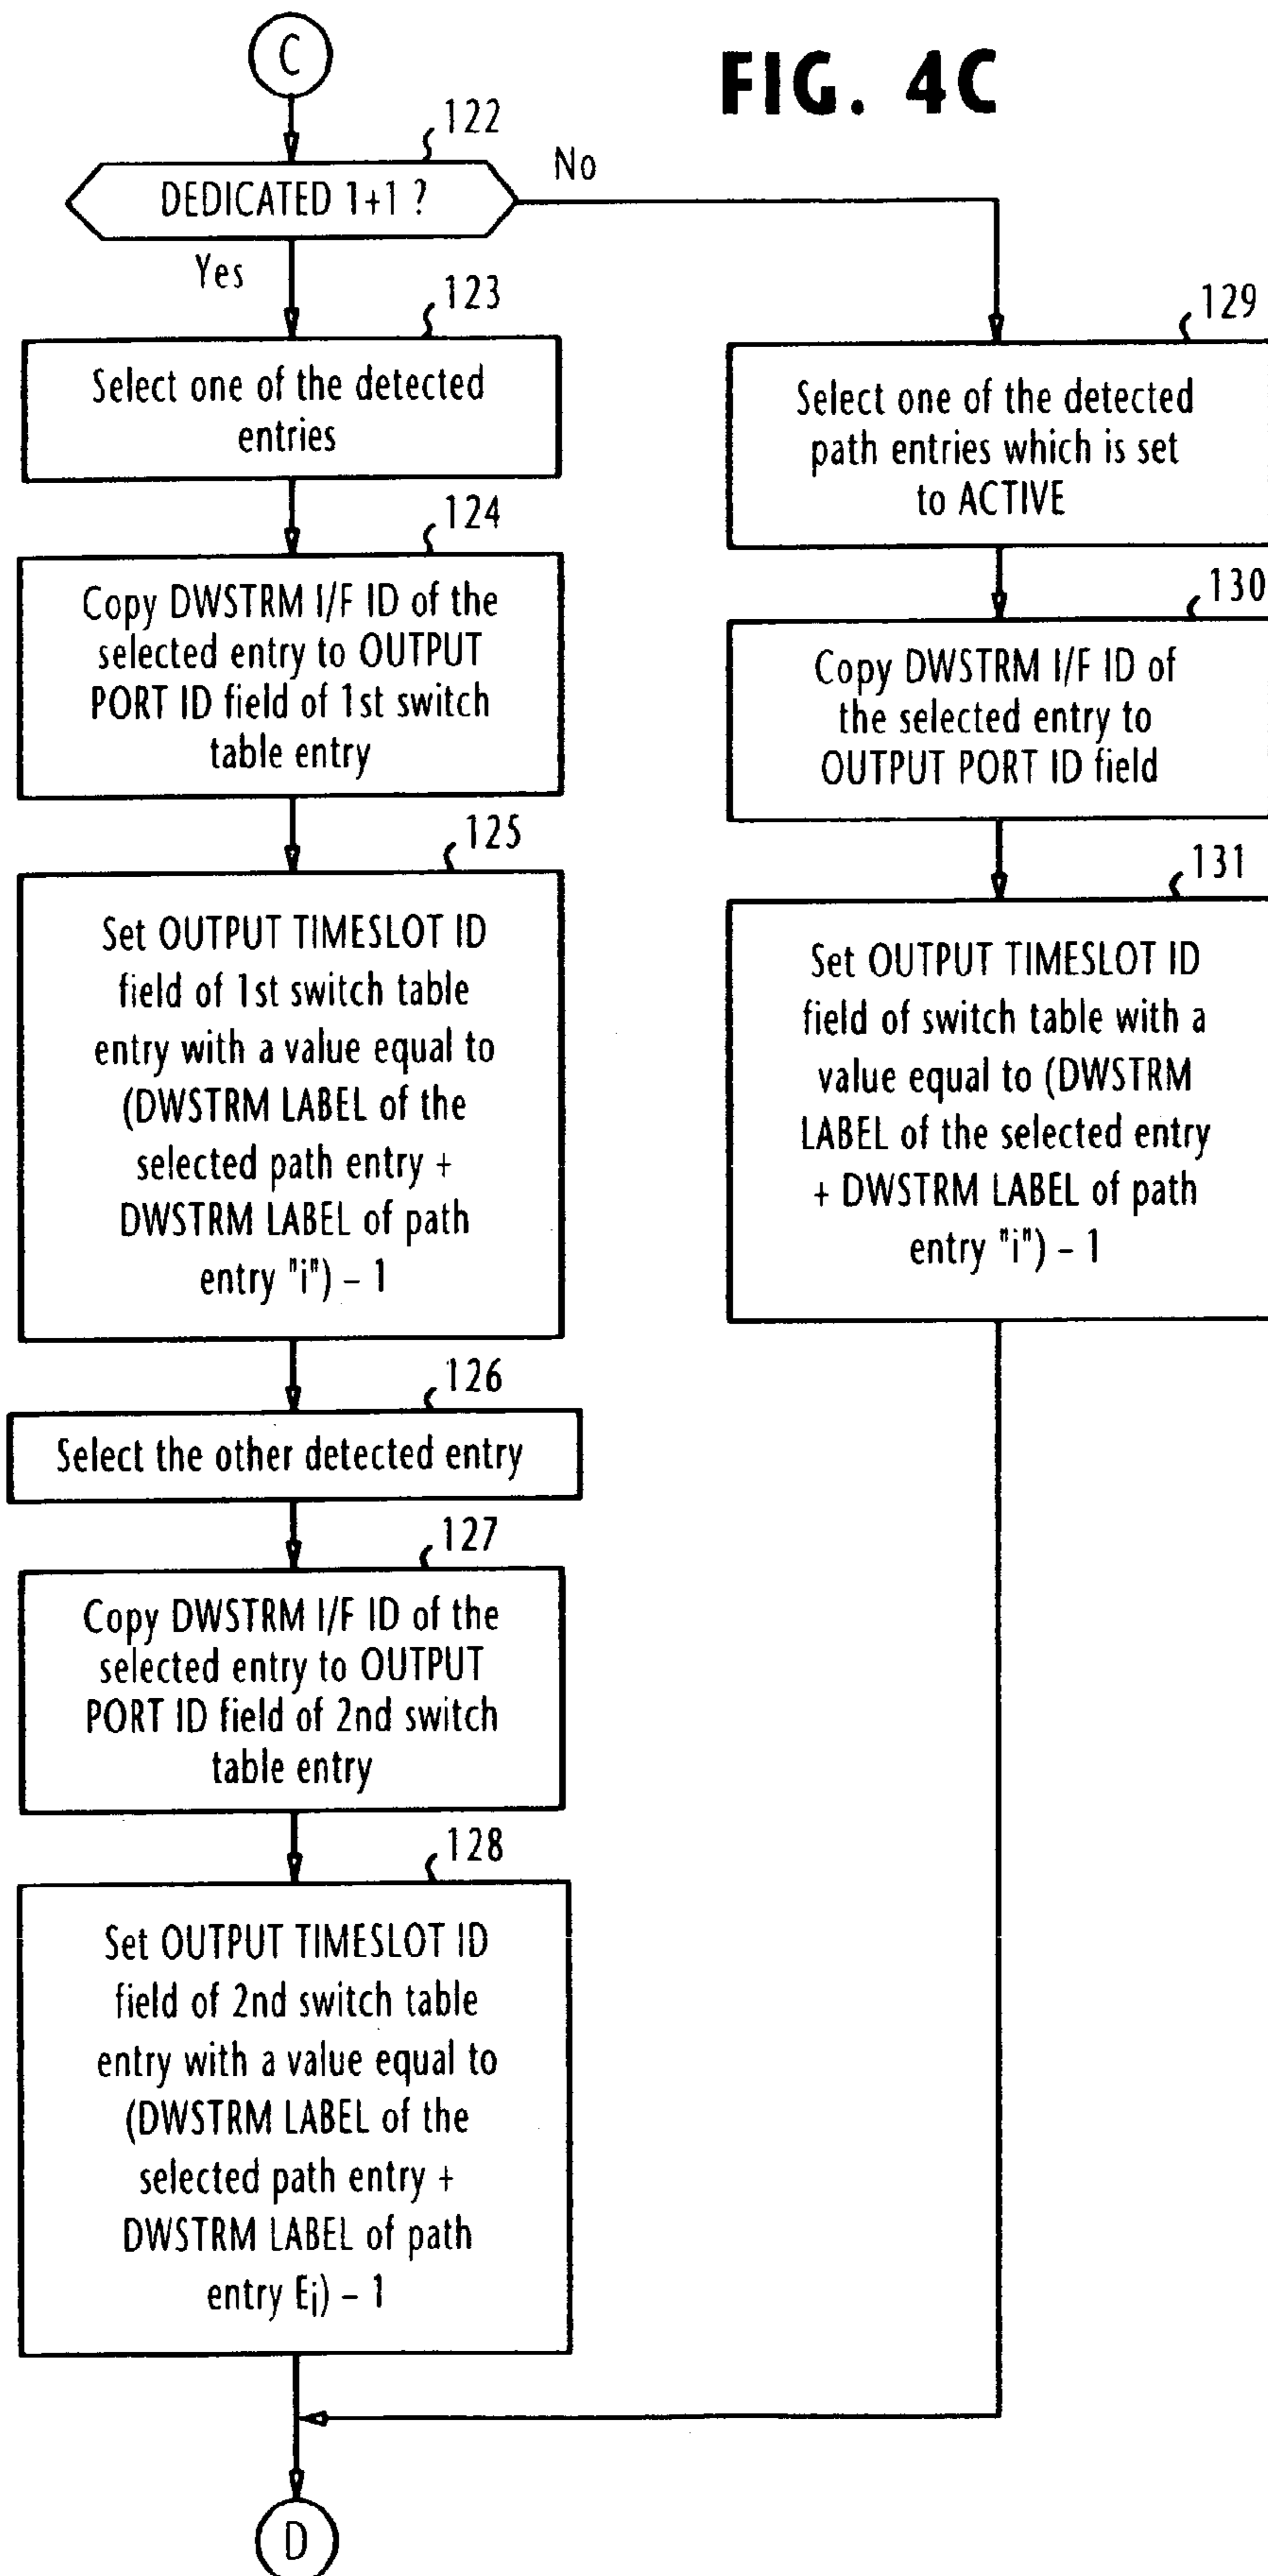 C
FIG. 4C
122
DEDICATED 1+1 ?
No
Yes
123
Select one of the detected
entries
124
Copy DWSTRM I/F ID of the
selected entry to OUTPUT
PORT ID field of 1st switch
table entry
125
Set OUTPUT TIMESLOT ID
field of 1st switch table
entry with a value equal to
(DWSTRM LABEL of the
selected path entry +
DWSTRM LABEL of path
entry "i") – 1
126
Select the other detected entry
127
Copy DWSTRM I/F ID of the
selected entry to OUTPUT
PORT ID field of 2nd switch
table entry
128
Set OUTPUT TIMESLOT ID
field of 2nd switch table
entry with a value equal to
(DWSTRM LABEL of the
selected path entry +
DWSTRM LABEL of path
entry Ei) – 1
129
Select one of the detected
path entries which is set
to ACTIVE
130
Copy DWSTRM I/F ID of
the selected entry to
OUTPUT PORT ID field
131
Set OUTPUT TIMESLOT ID
field of switch table with a
value equal to (DWSTRM
LABEL of the selected entry
+ DWSTRM LABEL of path
entry "i") – 1
D